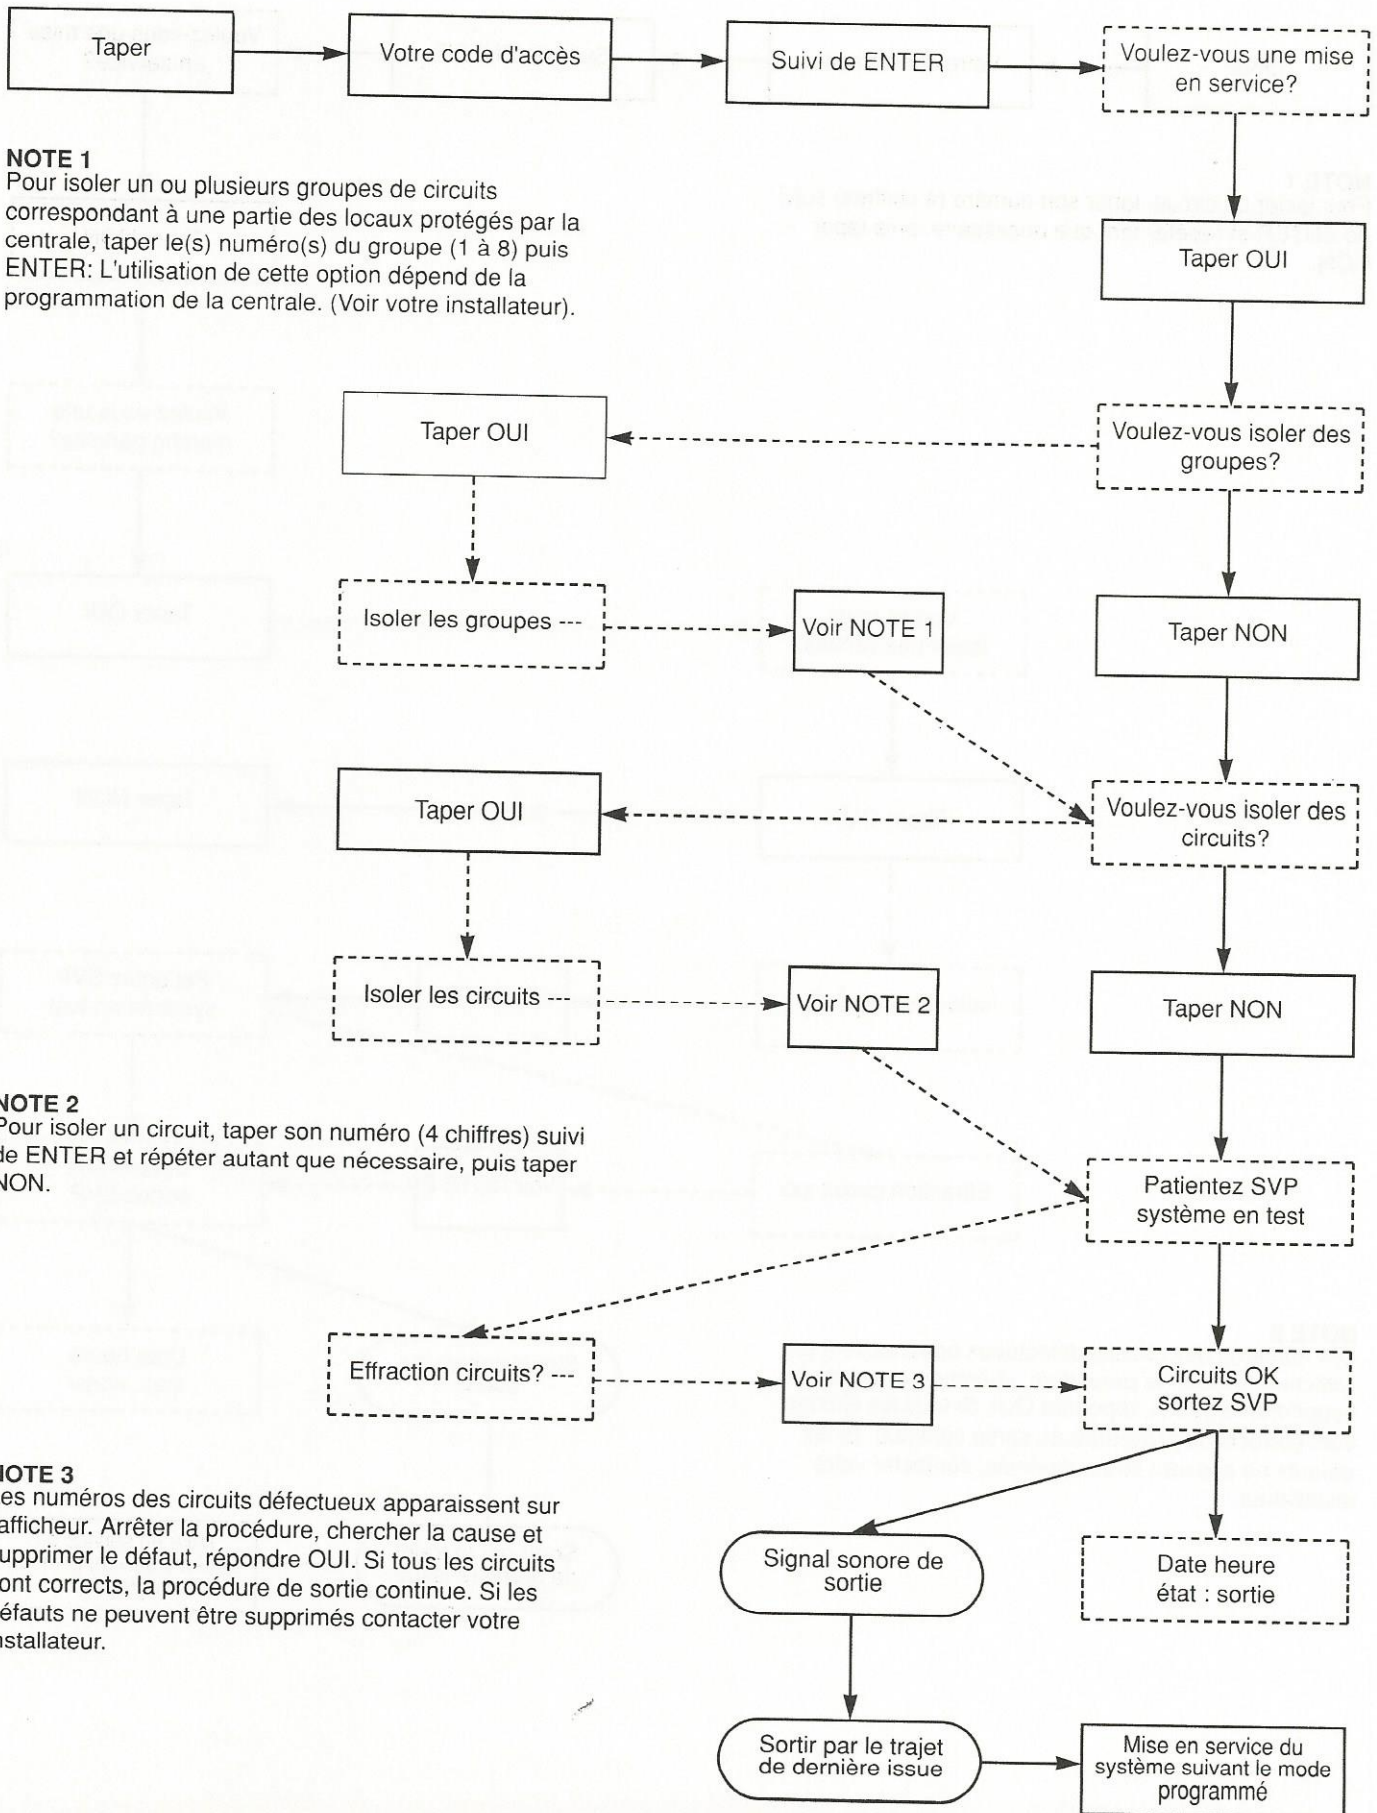 Taper
Votre code d'accès
Suivi de ENTER
Voulez-vous une mise
en service?
NOTE 1
Pour isoler un ou plusieurs groupes de circuits
correspondant à une partie des locaux protégés par la
centrale, taper le(s) numéro(s) du groupe (1 à 8) puis
ENTER: L'utilisation de cette option dépend de la
programmation de la centrale. (Voir votre installateur).
Taper OUI
Taper OUI
Voulez-vous isoler des
groupes?
Isoler les groupes ---
Voir NOTE 1
Taper NON
Taper OUI
Voulez-vous isoler des
circuits?
Isoler les circuits ---
Voir NOTE 2
Taper NON
NOTE 2
Pour isoler un circuit, taper son numéro (4 chiffres) suivi
de ENTER et répéter autant que nécessaire, puis taper
NON.
Patientez SVP
système en test
Effraction circuits? ---
Voir NOTE 3
Circuits OK
sortez SVP
NOTE 3
es numéros des circuits défectueux apparaissent sur
'afficheur. Arrêter la procédure, chercher la cause et
upprimer le défaut, répondre OUI. Si tous les circuits
ont corrects, la procédure de sortie continue. Si les
éfauts ne peuvent être supprimés contacter votre
nstallateur.
Signal sonore de
sortie
Date heure
état : sortie
Sortir par le trajet
de dernière issue
Mise en service du
système suivant le mode
programmé